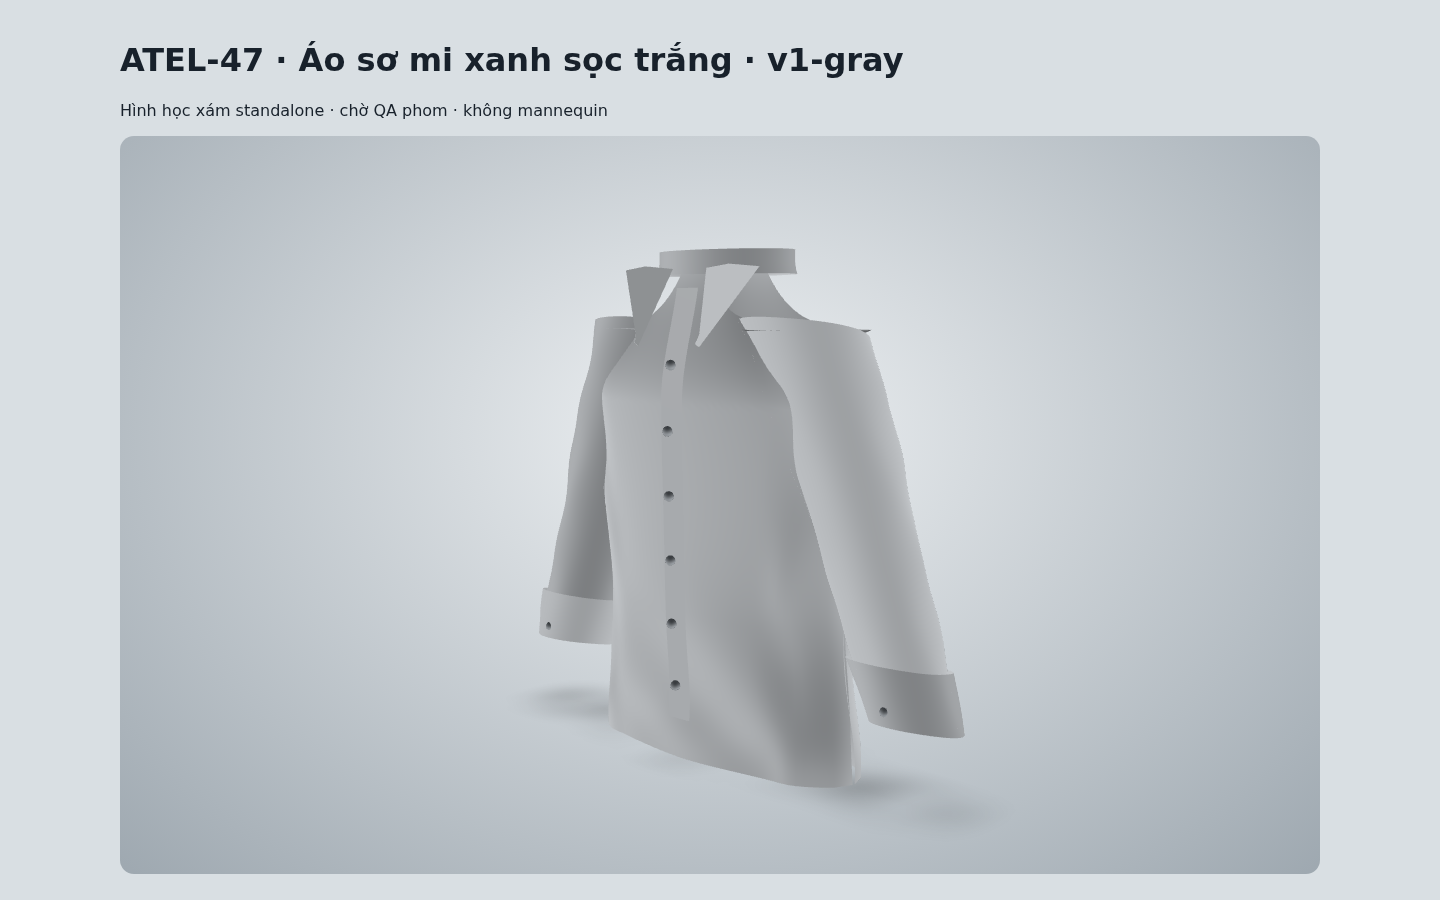 ATEL-47 · Áo sơ mi xanh sọc trắng · v1-gray
Hình học xám standalone · chờ QA phom · không mannequin